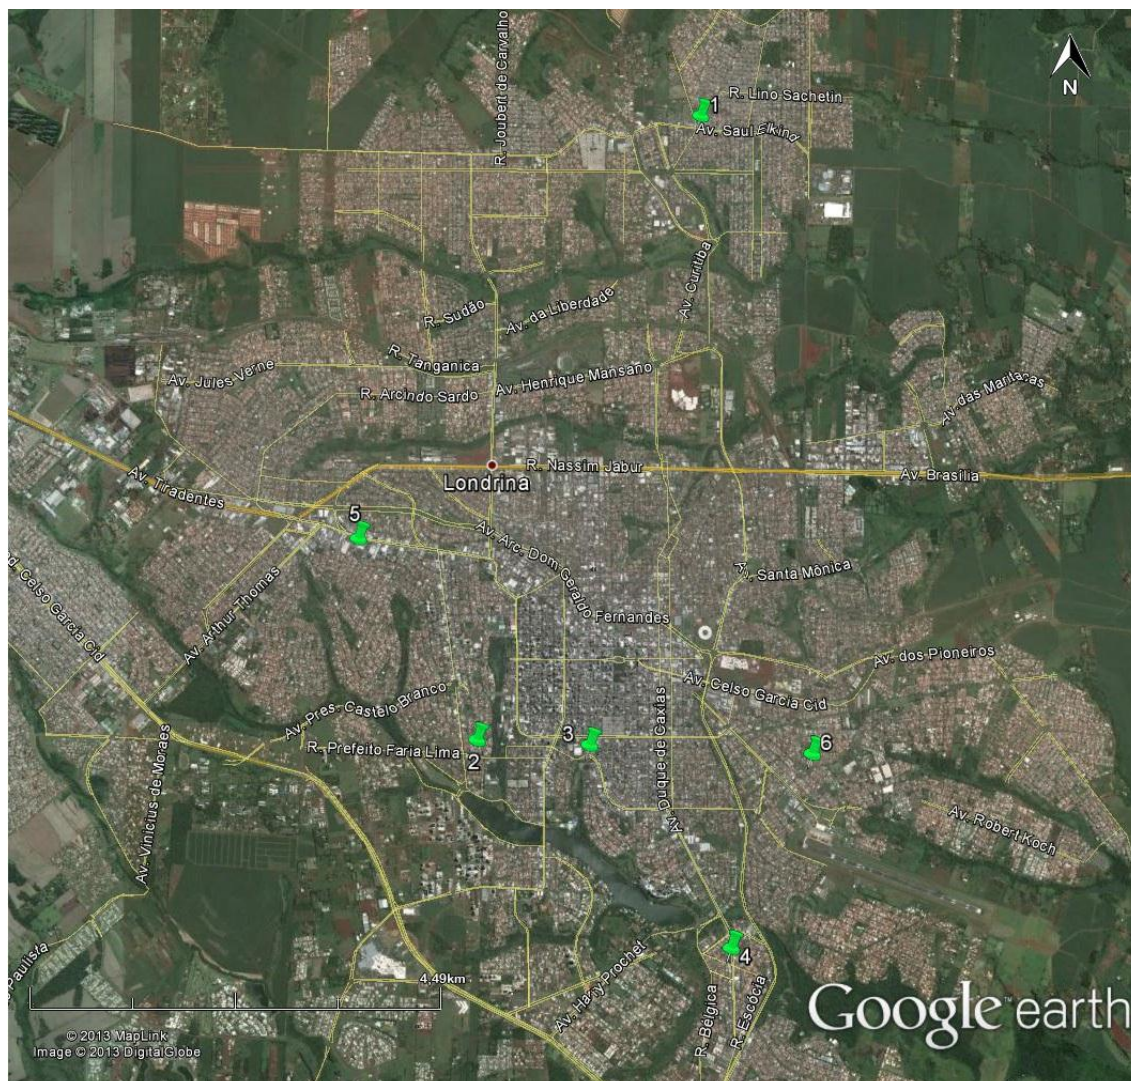 R. Joubert de Carvalho
N
R. Lino Sachetin
1
Av. Saul Elkind
Av. Curitiba
R. Sudão
Av. da Liberdade
R. Tanganica
Av. Jules Verne
Av. Henrique Mansano
R. Arcindo Sardo
Av. das Maritacas
R. Nassim Jabur
Av. Brasília
Londrina
Av. Tiradentes
5
Av. Arc. Dom Geraldo Fernandes
Av. Santa Mônica
Celso Garcia Cid
Av. Arthur Thomas
Av. dos Pioneiros
Av. Celso Garcia Cid
Av. Pres. Castelo Branco
R. Prefeito Faria Lima
2
3
6
Av. Duque de Caxias
Av. Vinicius de Moraes
Av. Robert Koch
4
Paulista
4.49km
Av. Harry Prochet
R. Bélgica
R. Escócia
Google earth
© 2013 MapLink
Image © 2013 DigitalGlobe